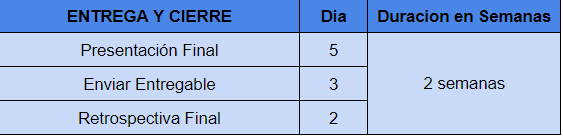 ENTREGA Y CIERRE Dia Duracion en Semanas
Presentación Final 5
Enviar Entregable 3 2 semanas
Retrospectiva Final 2